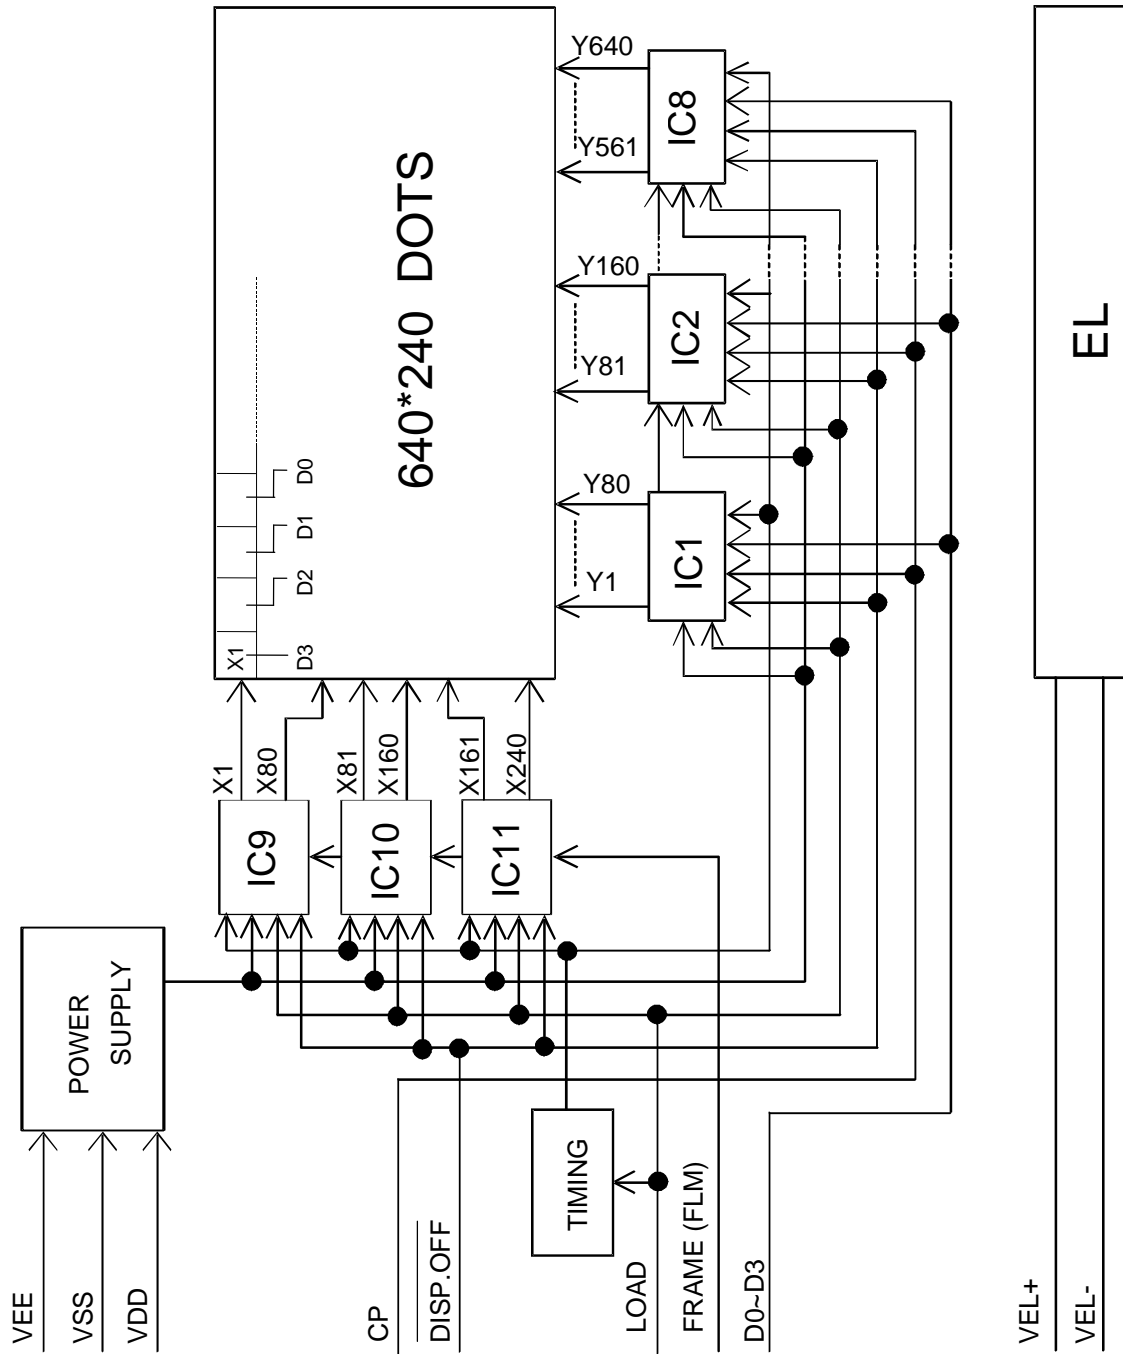 VEE
VSS
VDD
POWER
SUPPLY
CP
DISP.OFF
LOAD
FRAME (FLM)
D0~D3
TIMING
IC9
IC10
IC11
X1
X80
X81
X160
X161
X240
X1
D3
D2
D1
D0
640*240 DOTS
Y1
Y80
Y81
Y160
Y561
Y640
IC1
IC2
IC8
VEL+
VEL-
EL